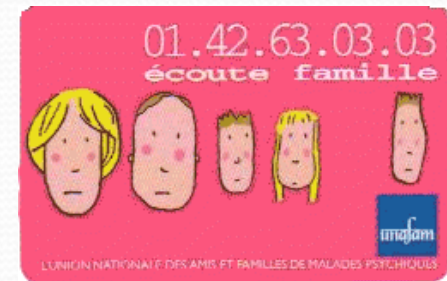 01.42.63.03.03
écoute famille
unafam
L'UNION NATIONALE DES AMIS ET FAMILLES DE MALADES PSYCHIQUES